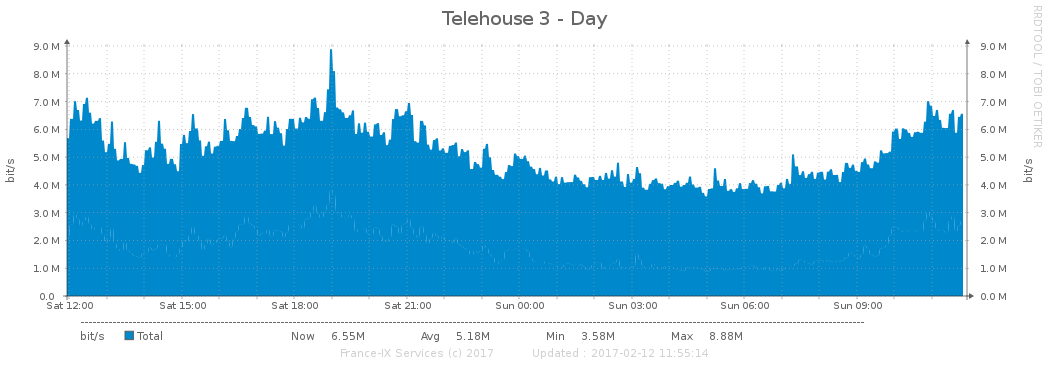 Telehouse 3 - Day
RRDTOOL / TOBI OETIKER
bit/s
9.0 M 9.0 M
8.0 M 8.0 M
7.0 M 7.0 M
6.0 M 6.0 M
5.0 M 5.0 M
4.0 M 4.0 M
3.0 M 3.0 M
2.0 M 2.0 M
1.0 M 1.0 M
0.0 0.0 M
bit/s
Sat 12:00 Sat 15:00 Sat 18:00 Sat 21:00 Sun 00:00 Sun 03:00 Sun 06:00 Sun 09:00
bit/s Total Now 6.55M Avg 5.18M Min 3.58M Max 8.88M
France-IX Services (c) 2017 Updated : 2017-02-12 11:55:14